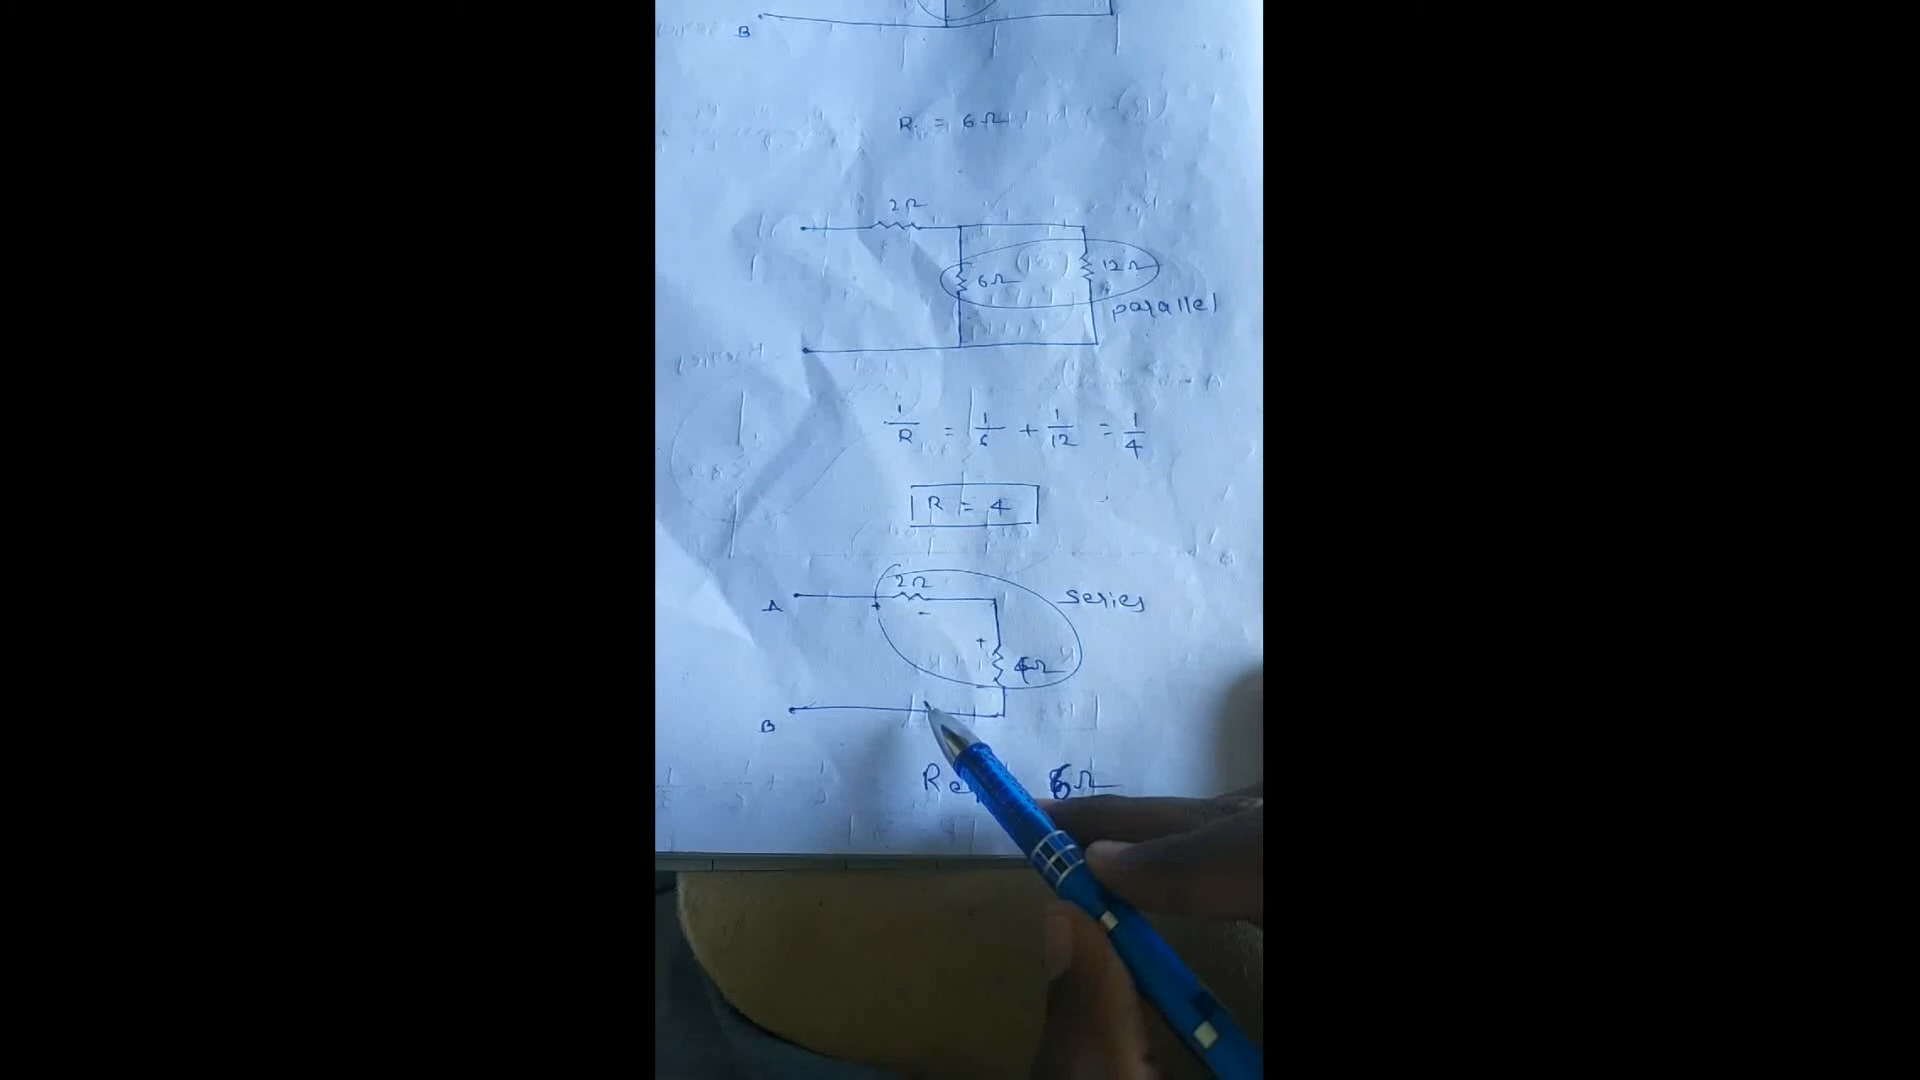 B
R = 6Ω
2Ω
6Ω 12Ω
parallel
1/R = 1/6 + 1/12 = 1/4
R = 4
2Ω
A series
+ -
+
4Ω
-
B
6Ω